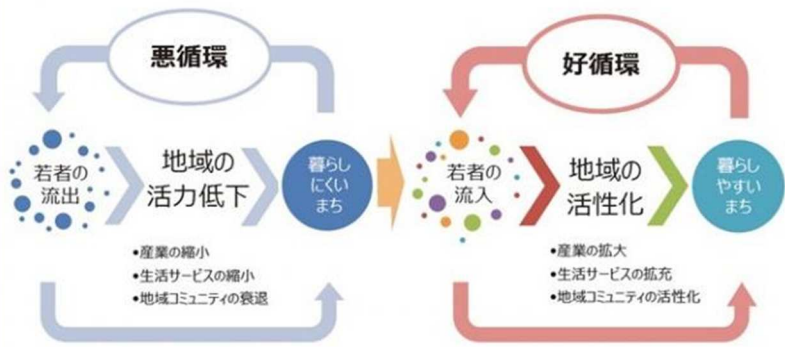 悪循環
若者の
流出
地域の
活力低下
暮らし
にくい
まち
•産業の縮小
•生活サービスの縮小
•地域コミュニティの衰退
好循環
若者の
流入
地域の
活性化
暮らし
やすい
まち
•産業の拡大
•生活サービスの拡充
•地域コミュニティの活性化